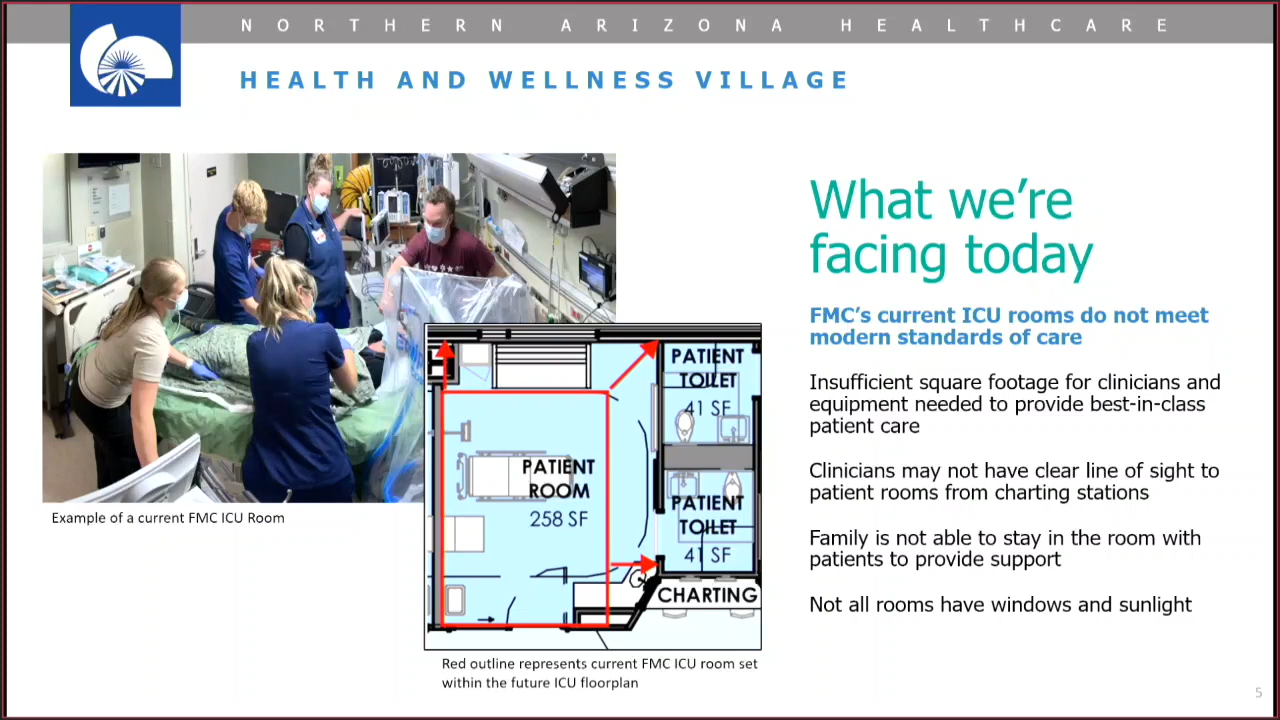 NORTHERN ARIZONA HEALTHCARE
HEALTH AND WELLNESS VILLAGE
What we're
facing today
FMC's current ICU rooms do not meet
modern standards of care
Insufficient square footage for clinicians and
equipment needed to provide best-in-class
patient care
Clinicians may not have clear line of sight to
patient rooms from charting stations
Family is not able to stay in the room with
patients to provide support
Not all rooms have windows and sunlight
Example of a current FMC ICU Room
PATIENT
TOILET
41 SF
PATIENT
ROOM
258 SF
PATIENT
TOILET
41 SF
CHARTING
Red outline represents current FMC ICU room set
within the future ICU floorplan
5